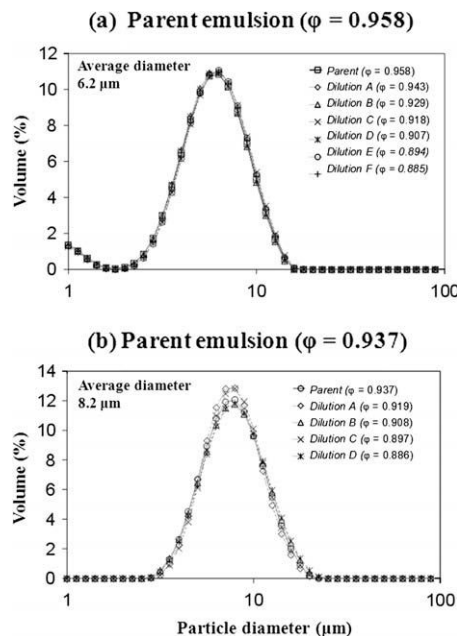 (a) Parent emulsion (φ = 0.958)
Average diameter
6.2 µm
Parent (φ = 0.958)
Dilution A (φ = 0.943)
Dilution B (φ = 0.929)
Dilution C (φ = 0.918)
Dilution D (φ = 0.907)
Dilution E (φ = 0.894)
Dilution F (φ = 0.885)
Volume (%)
12
10
8
6
4
2
0
1
10
100
(b) Parent emulsion (φ = 0.937)
Average diameter
8.2 µm
Parent (φ = 0.937)
Dilution A (φ = 0.919)
Dilution B (φ = 0.908)
Dilution C (φ = 0.897)
Dilution D (φ = 0.886)
Volume (%)
14
12
10
8
6
4
2
0
1
10
100
Particle diameter (µm)